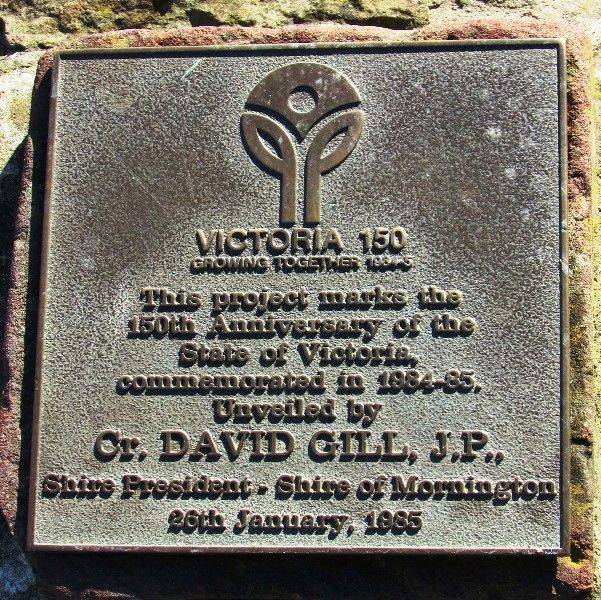 VICTORIA 150
GROWING TOGETHER 1984-5
This project marks the
150th Anniversary of the
State of Victoria,
commemorated in 1984-85.
Unveiled by
Cr. DAVID GILL, J.P.,
Shire President - Shire of Mornington
26th January, 1985